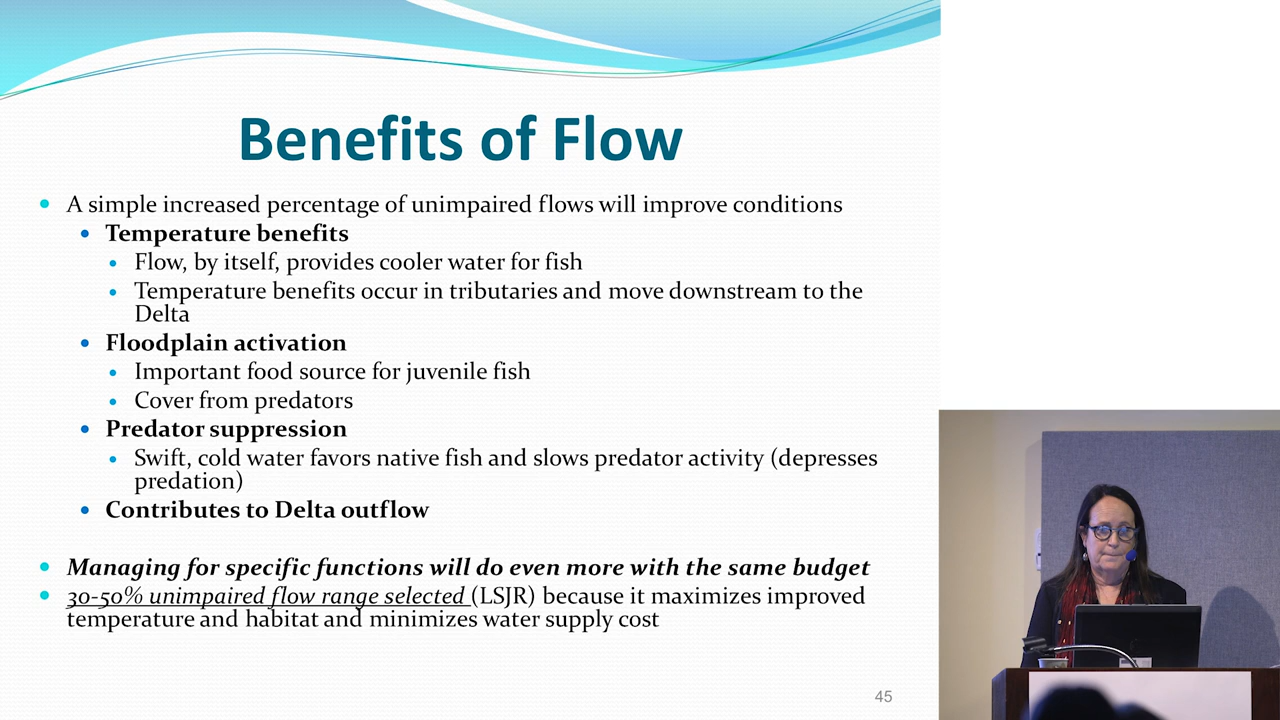 Benefits of Flow
A simple increased percentage of unimpaired flows will improve conditions
Temperature benefits
Flow, by itself, provides cooler water for fish
Temperature benefits occur in tributaries and move downstream to the
Delta
Floodplain activation
Important food source for juvenile fish
Cover from predators
Predator suppression
Swift, cold water favors native fish and slows predator activity (depresses
predation)
Contributes to Delta outflow
Managing for specific functions will do even more with the same budget
30-50% unimpaired flow range selected (LSJR) because it maximizes improved
temperature and habitat and minimizes water supply cost
45